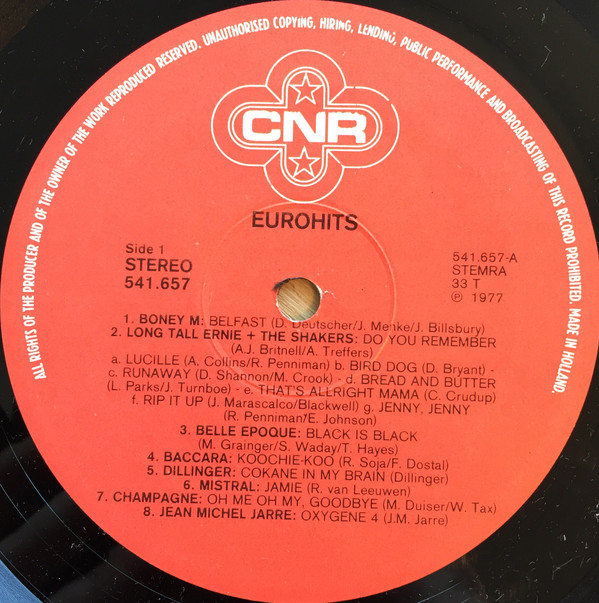 ALL RIGHTS OF THE PRODUCER AND OF THE OWNER OF THE WORK REPRODUCED RESERVED. UNAUTHORISED COPYING, HIRING, LENDING, PUBLIC PERFORMANCE AND BROADCASTING OF THIS RECORD PROHIBITED. MADE IN HOLLAND.
CNR
EUROHITS
Side 1
STEREO
541.657
541.657-A
STEMRA
33 T
℗ 1977
1. BONEY M: BELFAST (D. Deutscher/J. Menke/J. Billsbury)
2. LONG TALL ERNIE + THE SHAKERS: DO YOU REMEMBER
(A.J. Britnell/A. Treffers)
a. LUCILLE (A. Collins/R. Penniman) b. BIRD DOG (D. Bryant) -
c. RUNAWAY (D. Shannon/M. Crook) - d. BREAD AND BUTTER
(L. Parks/J. Turnboe) - e. THAT'S ALLRIGHT MAMA (C. Crudup)
f. RIP IT UP (J. Marascalco/Blackwell) g. JENNY, JENNY
(R. Penniman/E. Johnson)
3. BELLE EPOQUE: BLACK IS BLACK
(M. Grainger/S. Waday/T. Hayes)
4. BACCARA: KOOCHIE-KOO (R. Soja/F. Dostal)
5. DILLINGER: COKANE IN MY BRAIN (Dillinger)
6. MISTRAL: JAMIE (R. van Leeuwen)
7. CHAMPAGNE: OH ME OH MY, GOODBYE (M. Duiser/W. Tax)
8. JEAN MICHEL JARRE: OXYGENE 4 (J.M. Jarre)